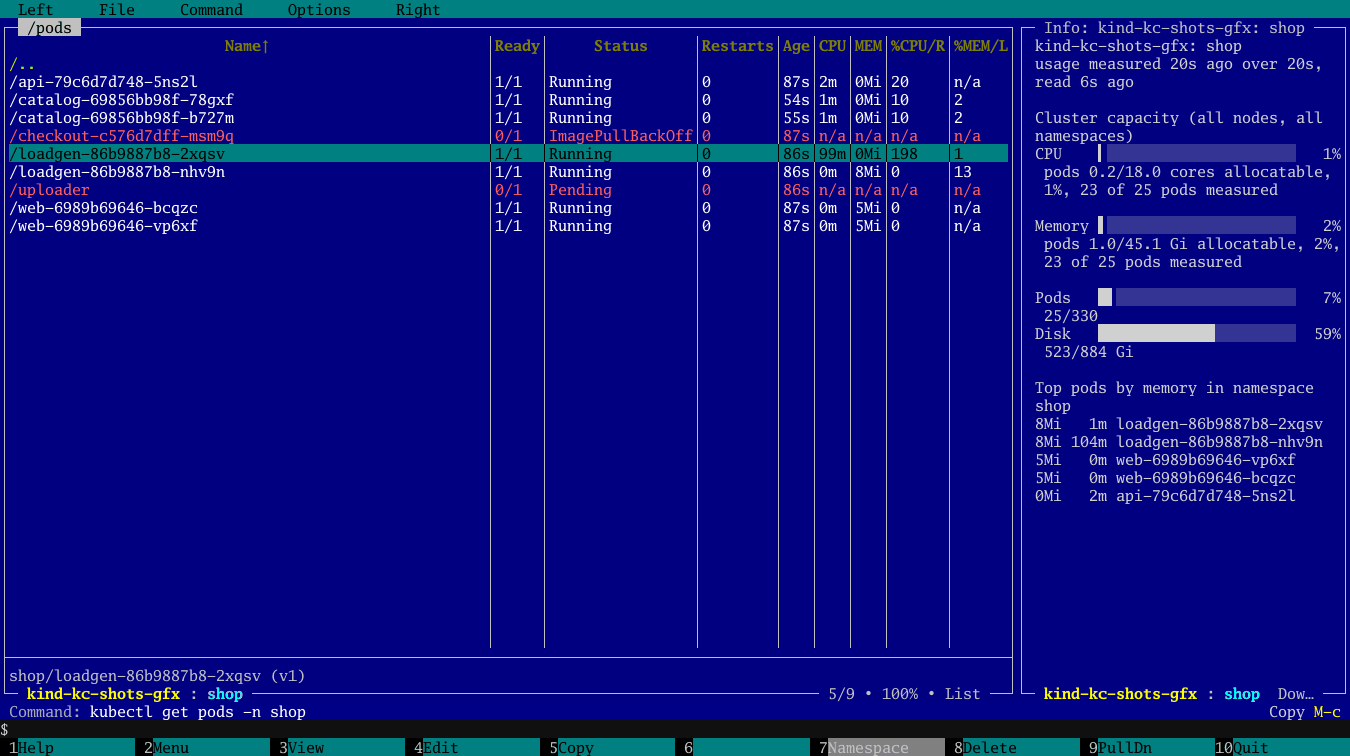 Left File Command Options Right
/pods
Name↑ Ready Status Restarts Age CPU MEM %CPU/R %MEM/L
/..
/api-79c6d7d748-5ns2l 1/1 Running 0 87s 2m 0Mi 20 n/a
/catalog-69856bb98f-78gxf 1/1 Running 0 54s 1m 0Mi 10 2
/catalog-69856bb98f-b727m 1/1 Running 0 55s 1m 0Mi 10 2
/checkout-c576d7dff-msm9q 0/1 ImagePullBackOff 0 87s n/a n/a n/a n/a
/loadgen-86b9887b8-2xqsv 1/1 Running 0 86s 99m 0Mi 198 1
/loadgen-86b9887b8-nhv9n 1/1 Running 0 86s 0m 8Mi 0 13
/uploader 0/1 Pending 0 86s n/a n/a n/a n/a
/web-6989b69646-bcqzc 1/1 Running 0 87s 0m 5Mi 0 n/a
/web-6989b69646-vp6xf 1/1 Running 0 87s 0m 5Mi 0 n/a
shop/loadgen-86b9887b8-2xqsv (v1)
kind-kc-shots-gfx : shop 5/9 • 100% • List
Info: kind-kc-shots-gfx: shop
kind-kc-shots-gfx: shop
usage measured 20s ago over 20s,
read 6s ago
Cluster capacity (all nodes, all
namespaces)
CPU 1%
pods 0.2/18.0 cores allocatable,
1%, 23 of 25 pods measured
Memory 2%
pods 1.0/45.1 Gi allocatable, 2%,
23 of 25 pods measured
Pods 7%
25/330
Disk 59%
523/884 Gi
Top pods by memory in namespace
shop
8Mi 1m loadgen-86b9887b8-2xqsv
8Mi 104m loadgen-86b9887b8-nhv9n
5Mi 0m web-6989b69646-vp6xf
5Mi 0m web-6989b69646-bcqzc
0Mi 2m api-79c6d7d748-5ns2l
kind-kc-shots-gfx : shop Dow…
Command: kubectl get pods -n shop Copy M-c
$
1Help 2Menu 3View 4Edit 5Copy 6 7Namespace 8Delete 9PullDn 10Quit